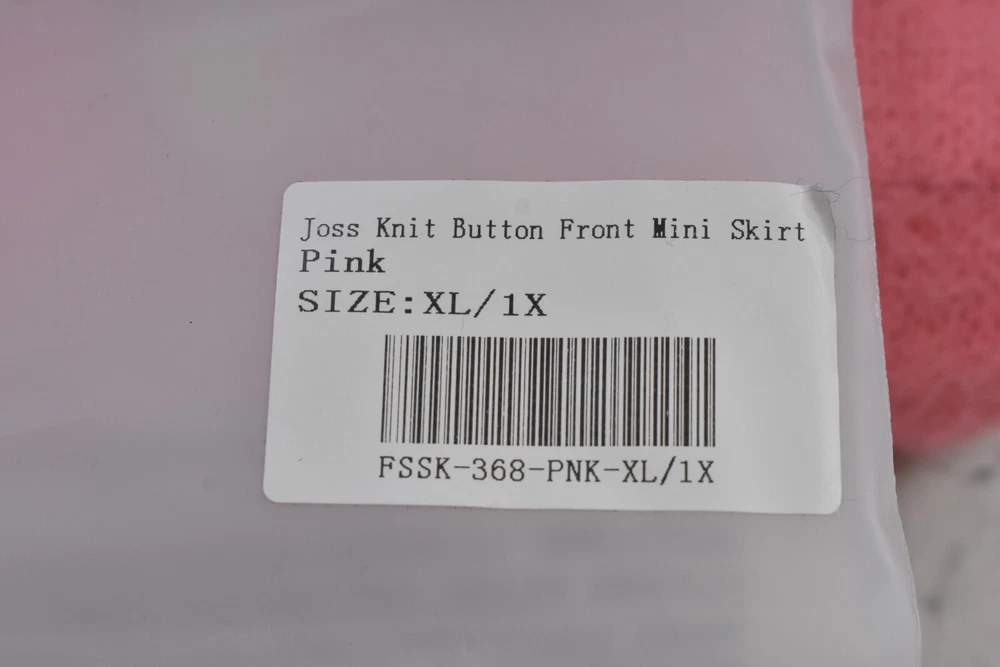 Joss Knit Button Front Mini Skirt
Pink
SIZE:XL/1X
FSSK-368-PNK-XL/1X